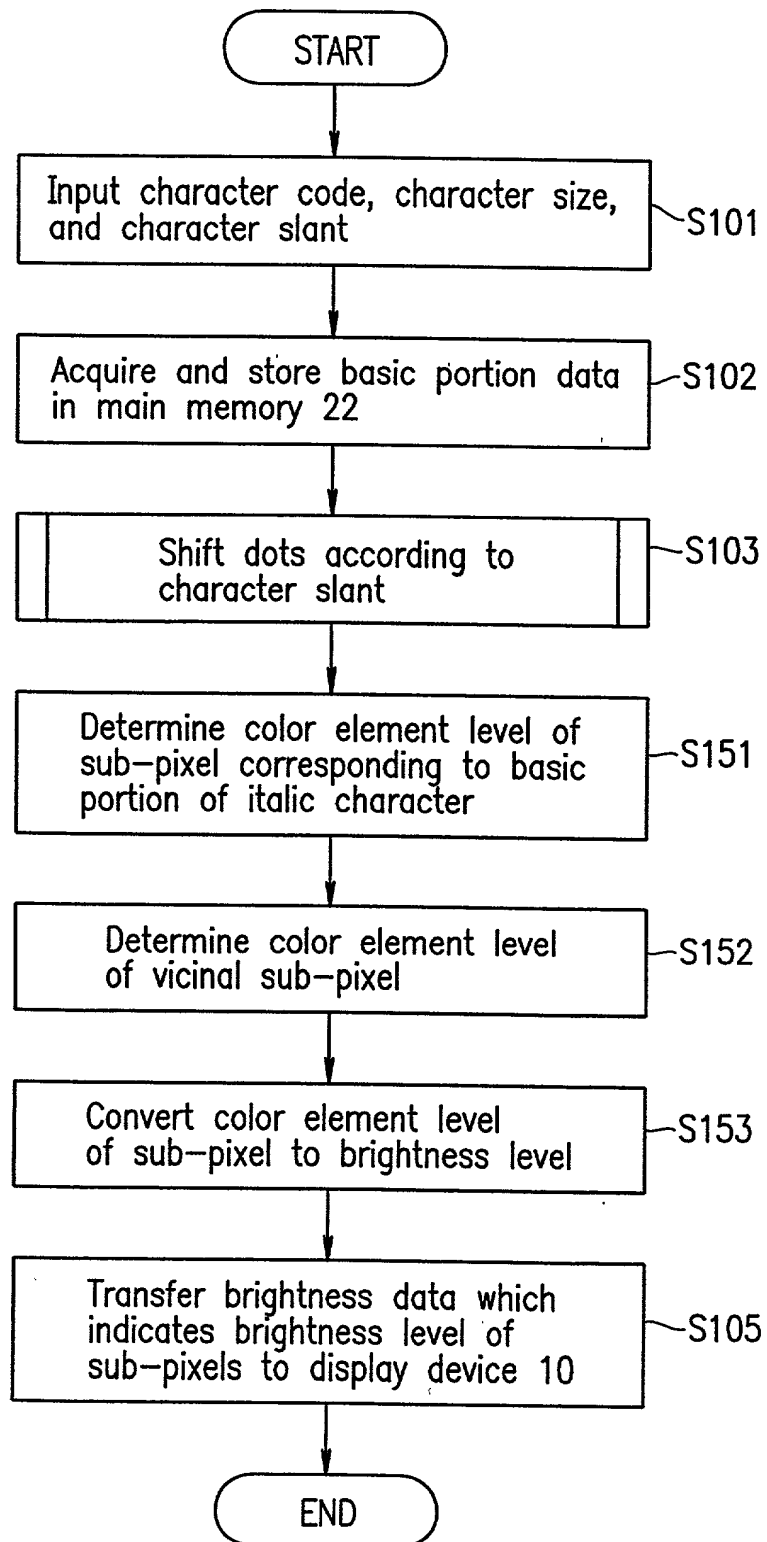 START
Input character code, character size,
and character slant
S101
Acquire and store basic portion data
in main memory 22
S102
Shift dots according to
character slant
S103
Determine color element level of
sub-pixel corresponding to basic
portion of italic character
S151
Determine color element level
of vicinal sub-pixel
S152
Convert color element level
of sub-pixel to brightness level
S153
Transfer brightness data which
indicates brightness level of
sub-pixels to display device 10
S105
END